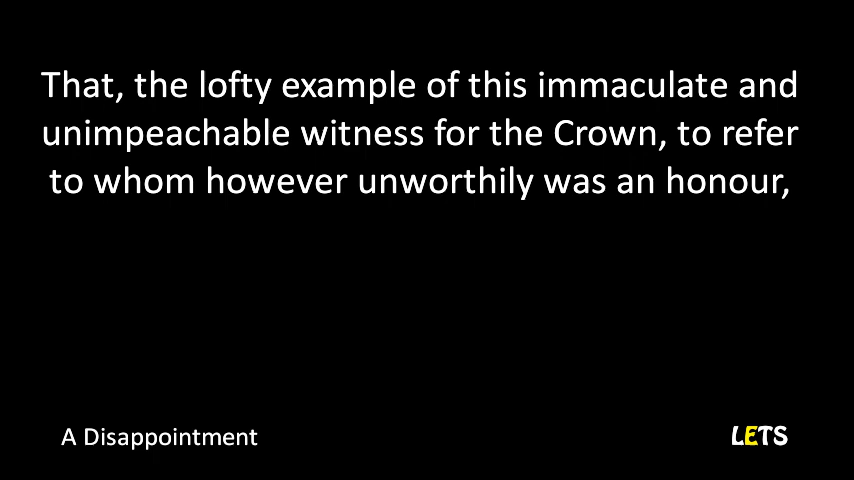 That, the lofty example of this immaculate and
unimpeachable witness for the Crown, to refer
to whom however unworthily was an honour,
A Disappointment
LETS